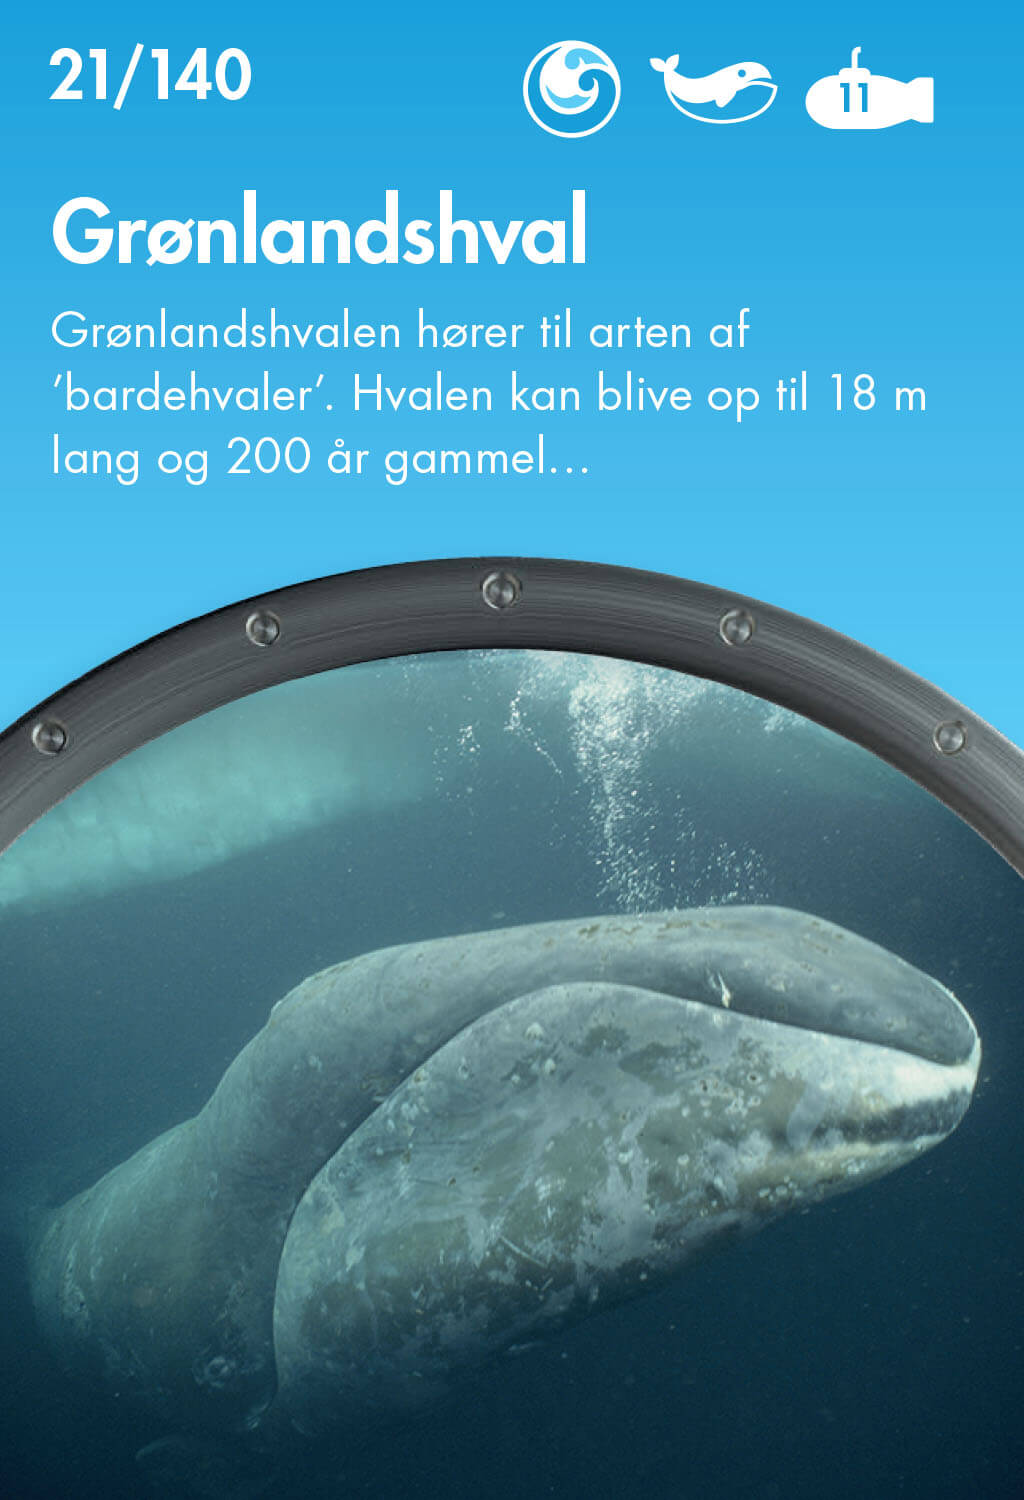 21/140
11
Grønlandshval
Grønlandshvalen hører til arten af
’bardehvaler’. Hvalen kan blive op til 18 m
lang og 200 år gammel...